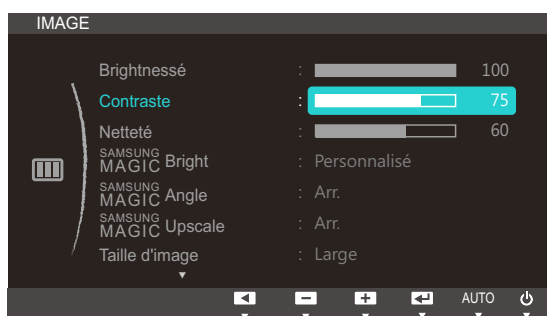 IMAGE
Brightnessé : 100
Contraste : 75
Netteté : 60
SAMSUNG MAGIC Bright : Personnalisé
SAMSUNG MAGIC Angle : Arr.
SAMSUNG MAGIC Upscale : Arr.
Taille d'image : Large
AUTO